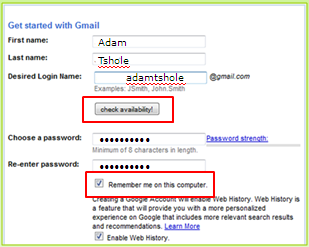 Get started with Gmail
First name: Adam
Last name: Tshole
Desired Login Name: adamtshole @gmail.com
Examples: JSmith, John.Smith
check availability!
Choose a password: ●●●●●●●●●● Password strength:
Minimum of 8 characters in length.
Re-enter password: ●●●●●●●●●●
Remember me on this computer.
Creating a Google Account will enable Web History. Web History is
a feature that will provide you with a more personalized
experience on Google that includes more relevant search results
and recommendations. Learn More
Enable Web History.